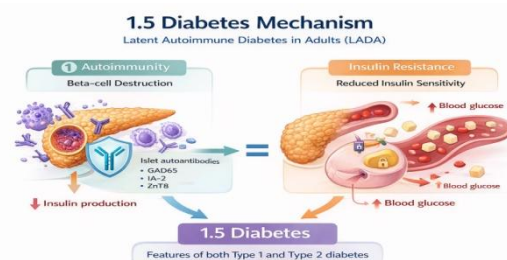 1.5 Diabetes Mechanism
Latent Autoimmune Diabetes in Adults (LADA)
1 Autoimmunity
Beta-cell Destruction
Islet autoantibodies
• GAD65
• IA-2
• ZnT8
↓ Insulin production
=
Insulin Resistance
Reduced Insulin Sensitivity
↑ Blood glucose
↑ Blood glucose
↑ Blood glucose
1.5 Diabetes
Features of both Type 1 and Type 2 diabetes